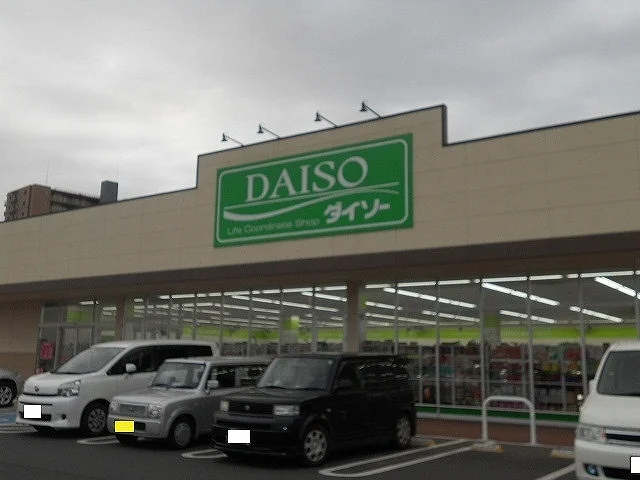 DAISO
Life Coordinate Shop ダイソー